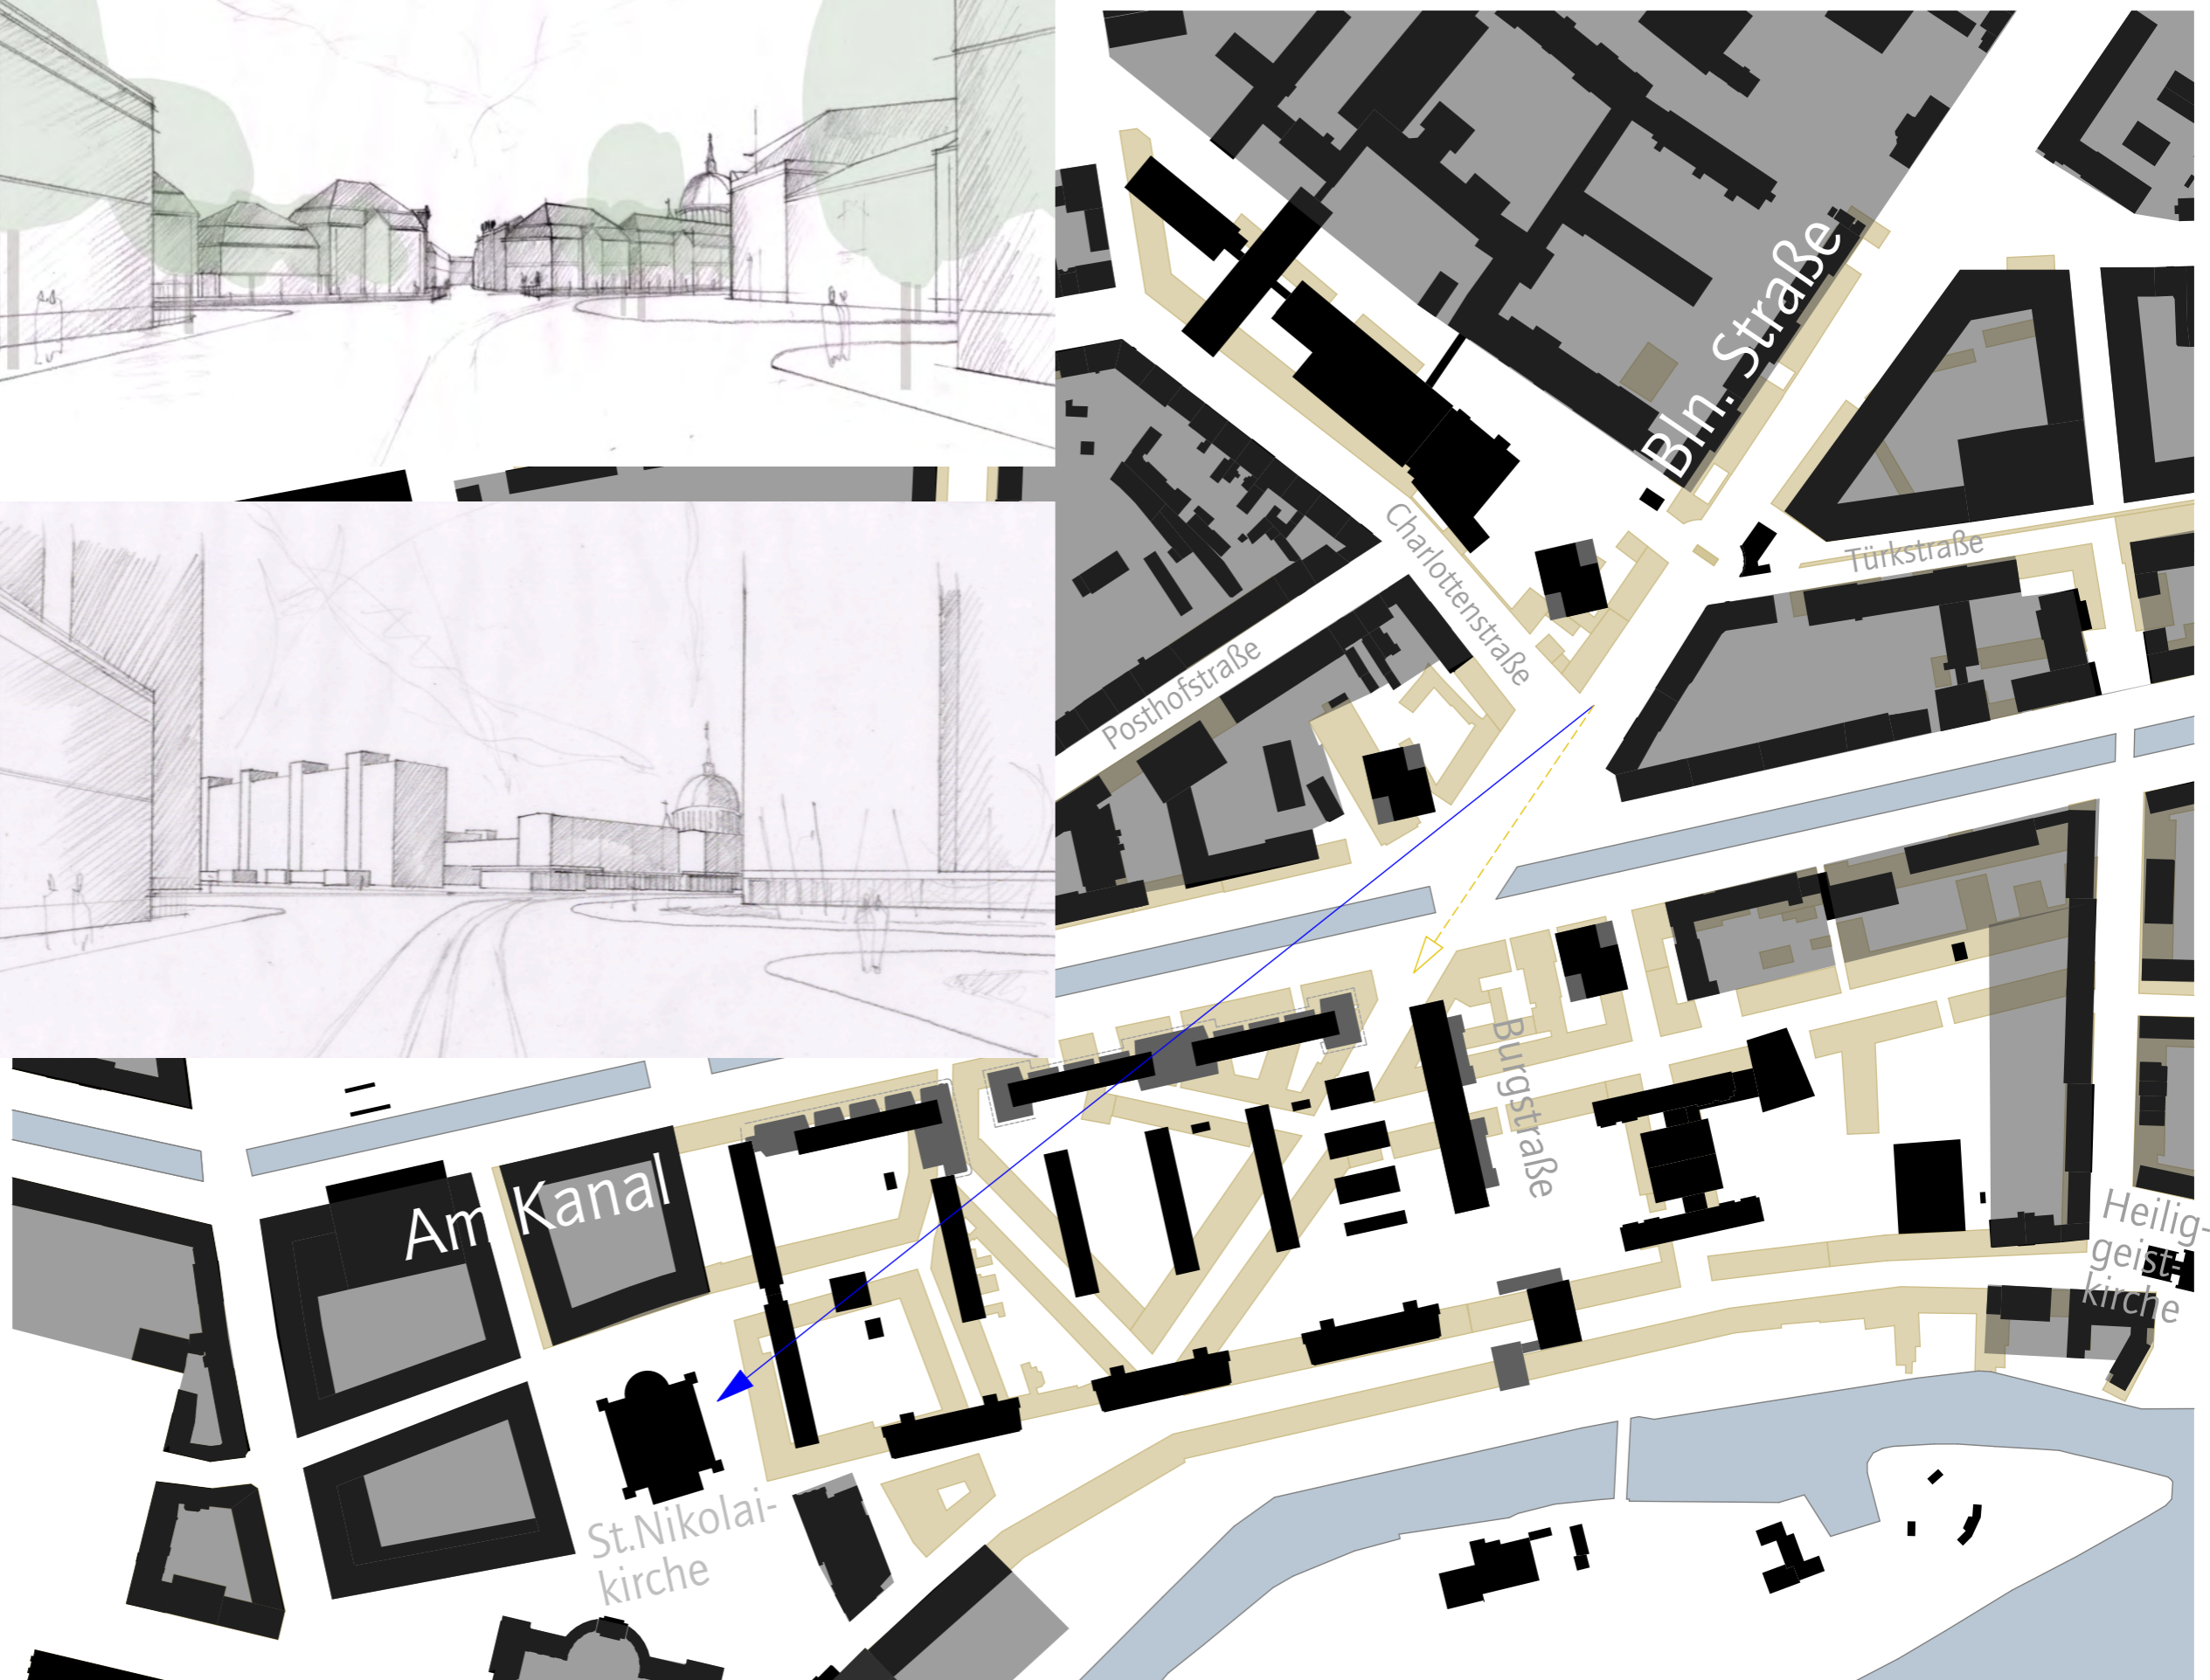 Bln. Straße
Türkstraße
Charlottenstraße
Posthofstraße
Burgstraße
Am Kanal
Heilig-
geist-
kirche
St.Nikolai-
kirche